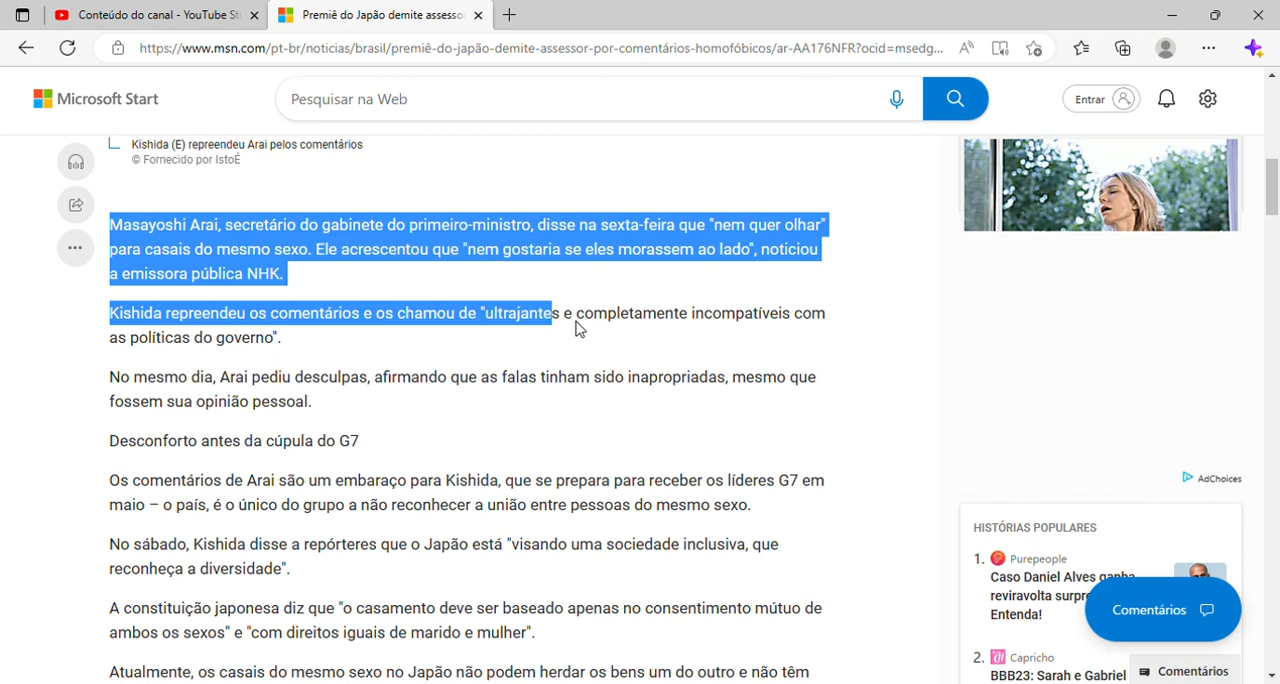 Conteúdo do canal - YouTube St
Premiê do Japão demite assesso
https://www.msn.com/pt-br/noticias/brasil/premiê-do-japão-demite-assessor-por-comentários-homofóbicos/ar-AA176NFR?ocid=msedg...
Microsoft Start
Pesquisar na Web
Entrar
Kishida (E) repreendeu Arai pelos comentários
© Fornecido por IstoÉ
Masayoshi Arai, secretário do gabinete do primeiro-ministro, disse na sexta-feira que "nem quer olhar"
para casais do mesmo sexo. Ele acrescentou que "nem gostaria se eles morassem ao lado", noticiou
a emissora pública NHK.
Kishida repreendeu os comentários e os chamou de "ultrajantes e completamente incompatíveis com
as políticas do governo".
No mesmo dia, Arai pediu desculpas, afirmando que as falas tinham sido inapropriadas, mesmo que
fossem sua opinião pessoal.
Desconforto antes da cúpula do G7
Os comentários de Arai são um embaraço para Kishida, que se prepara para receber os líderes G7 em
maio – o país, é o único do grupo a não reconhecer a união entre pessoas do mesmo sexo.
No sábado, Kishida disse a repórteres que o Japão está "visando uma sociedade inclusiva, que
reconheça a diversidade".
A constituição japonesa diz que "o casamento deve ser baseado apenas no consentimento mútuo de
ambos os sexos" e "com direitos iguais de marido e mulher".
Atualmente, os casais do mesmo sexo no Japão não podem herdar os bens um do outro e não têm
AdChoices
HISTÓRIAS POPULARES
1. Purepeople
Caso Daniel Alves ganha
reviravolta surpre
Entenda!
Comentários
2. Capricho
BBB23: Sarah e Gabriel
Comentários